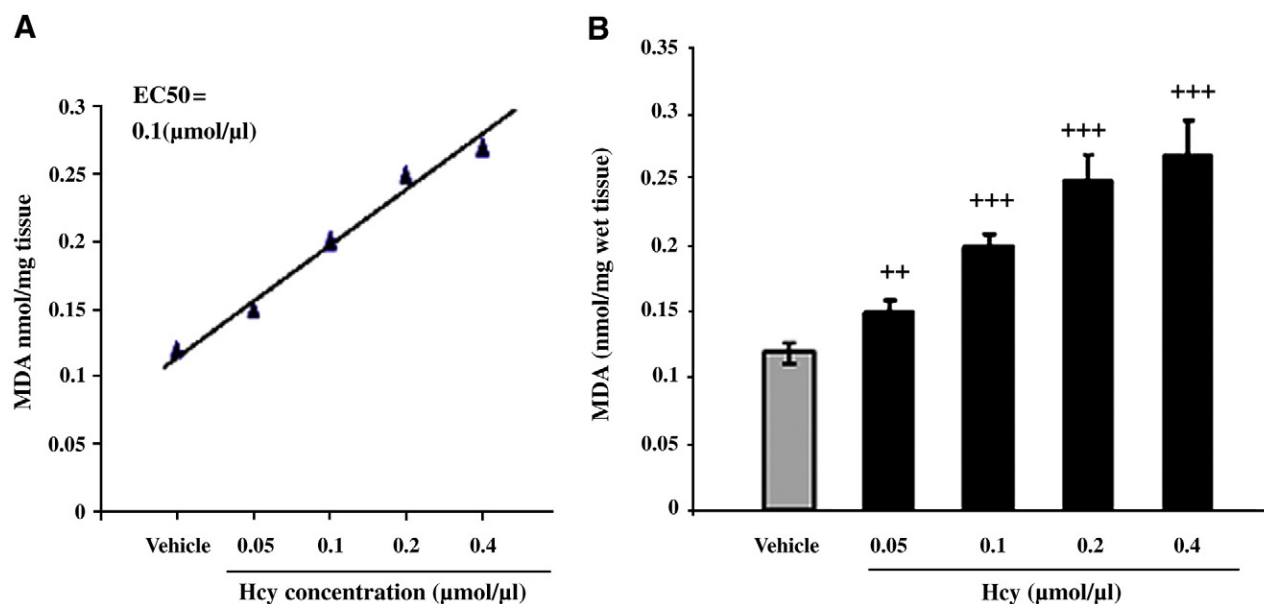 A
EC50=
0.1(µmol/µl)
MDA nmol/mg tissue
0.3
0.25
0.2
0.15
0.1
0.05
0
Vehicle 0.05 0.1 0.2 0.4
Hcy concentration (µmol/µl)
B
MDA (nmol/mg wet tissue)
0.35
0.3
0.25
0.2
0.15
0.1
0.05
0
++
+++
+++
+++
Vehicle 0.05 0.1 0.2 0.4
Hcy (µmol/µl)